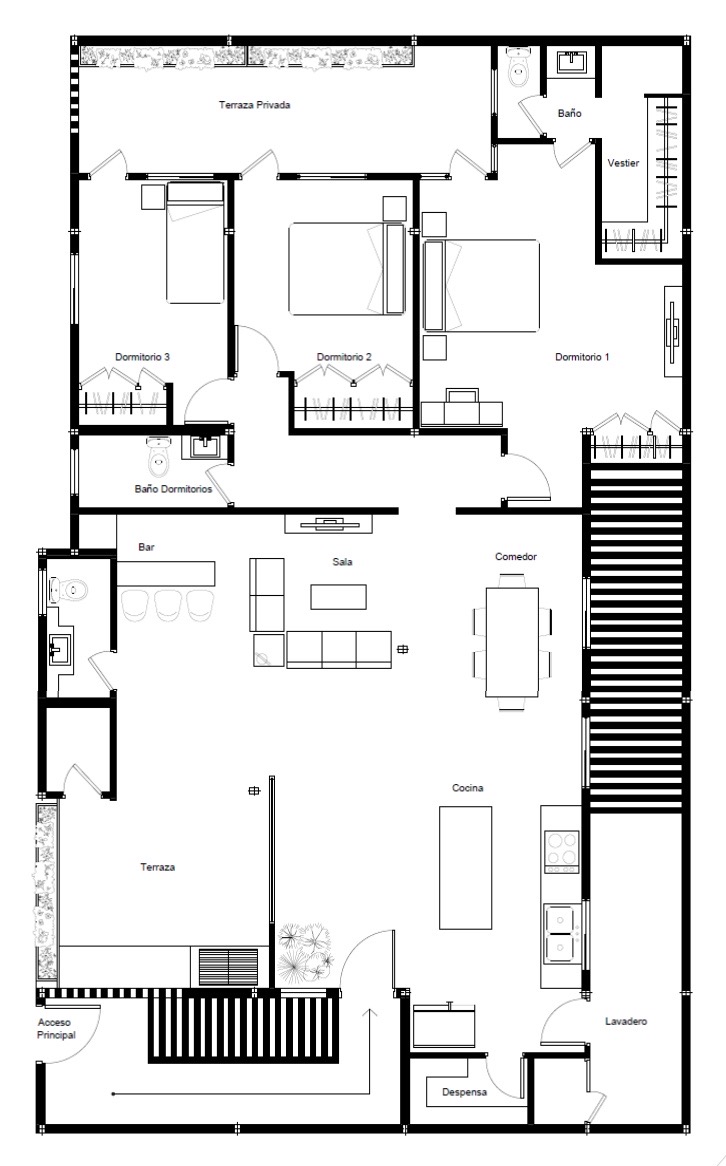 Terraza Privada
Baño
Vestier
Dormitorio 3
Dormitorio 2
Dormitorio 1
Baño Dormitorios
Bar
Sala
Comedor
Cocina
Terraza
Acceso
Principal
Lavadero
Despensa